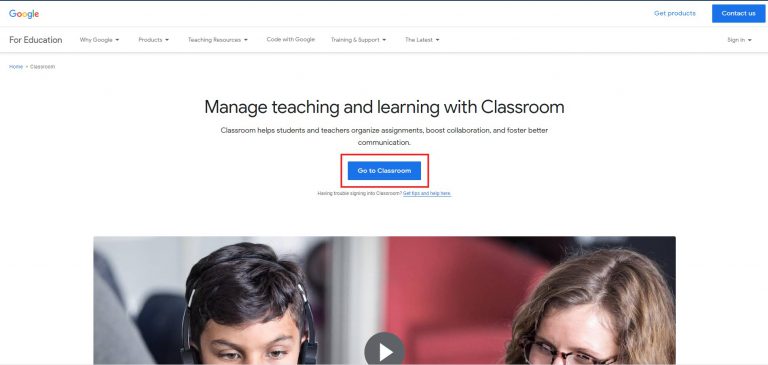 Google
Get products
Contact us
For Education
Why Google
Products
Teaching Resources
Code with Google
Training & Support
The Latest
Sign in
Home > Classroom
Manage teaching and learning with Classroom
Classroom helps students and teachers organize assignments, boost collaboration, and foster better
communication.
Go to Classroom
Having trouble signing into Classroom? Get tips and help here.